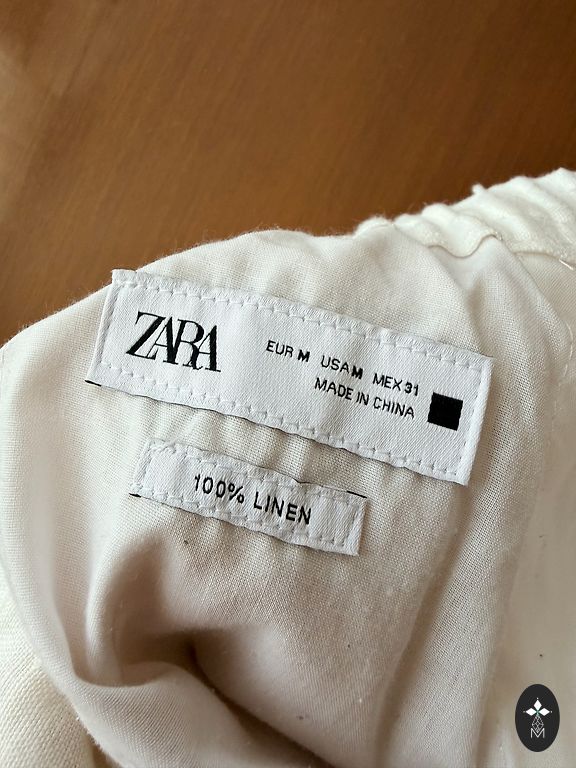 ZARA
EUR M USA M MEX 31
MADE IN CHINA
100% LINEN
M